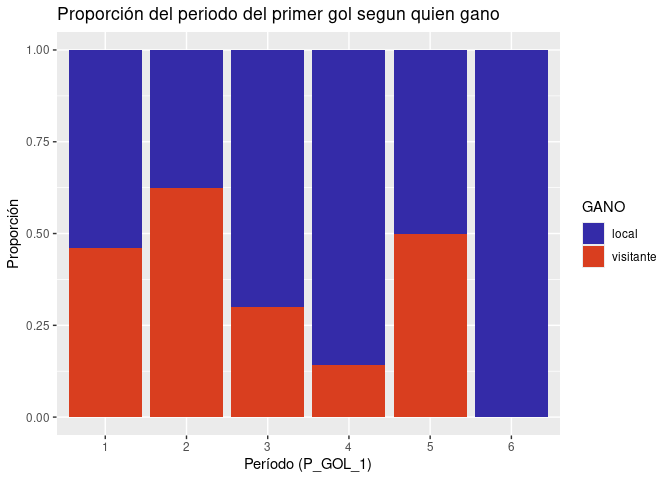 Proporción del periodo del primer gol segun quien gano
1.00
0.75
0.50
0.25
0.00
Proporción
1 2 3 4 5 6
Período (P_GOL_1)
GANO
local
visitante